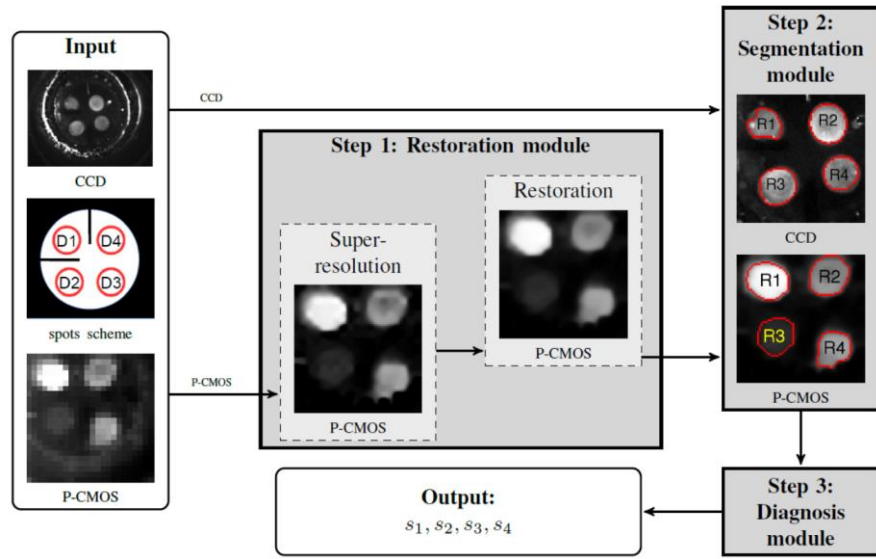 Input
CCD
D1
D4
D2
D3
spots scheme
P-CMOS
CCD
P-CMOS
Step 1: Restoration module
Super-
resolution
P-CMOS
Restoration
P-CMOS
Step 2:
Segmentation
module
R1
R2
R3
R4
CCD
R1
R2
R3
R4
P-CMOS
Step 3:
Diagnosis
module
Output:
s₁, s₂, s₃, s₄